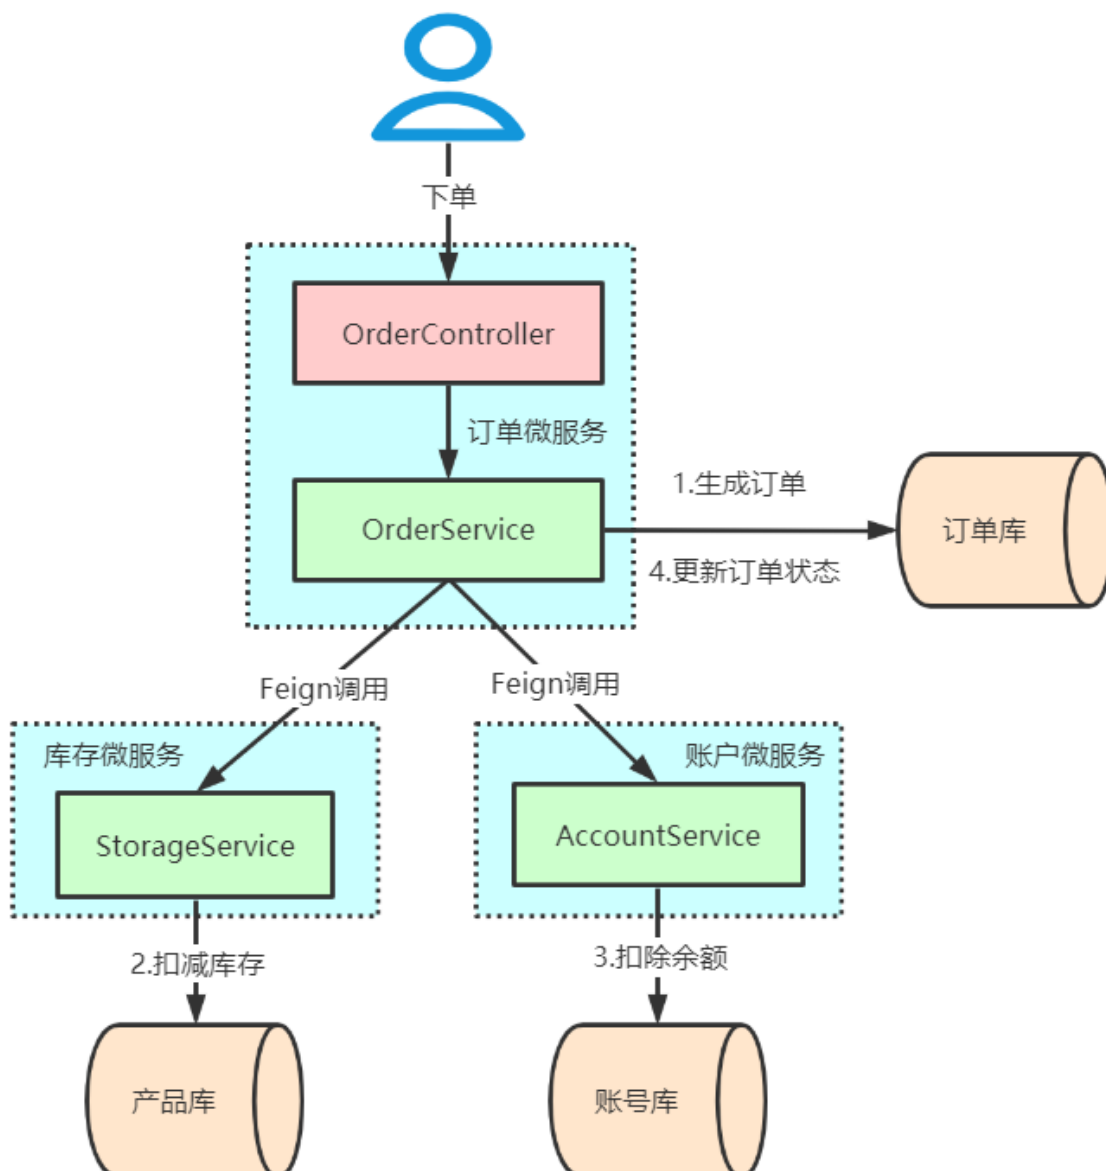 下单
OrderController
订单微服务
OrderService
1.生成订单
4.更新订单状态
订单库
Feign调用
Feign调用
库存微服务
StorageService
账户微服务
AccountService
2.扣减库存
3.扣除余额
产品库
账号库